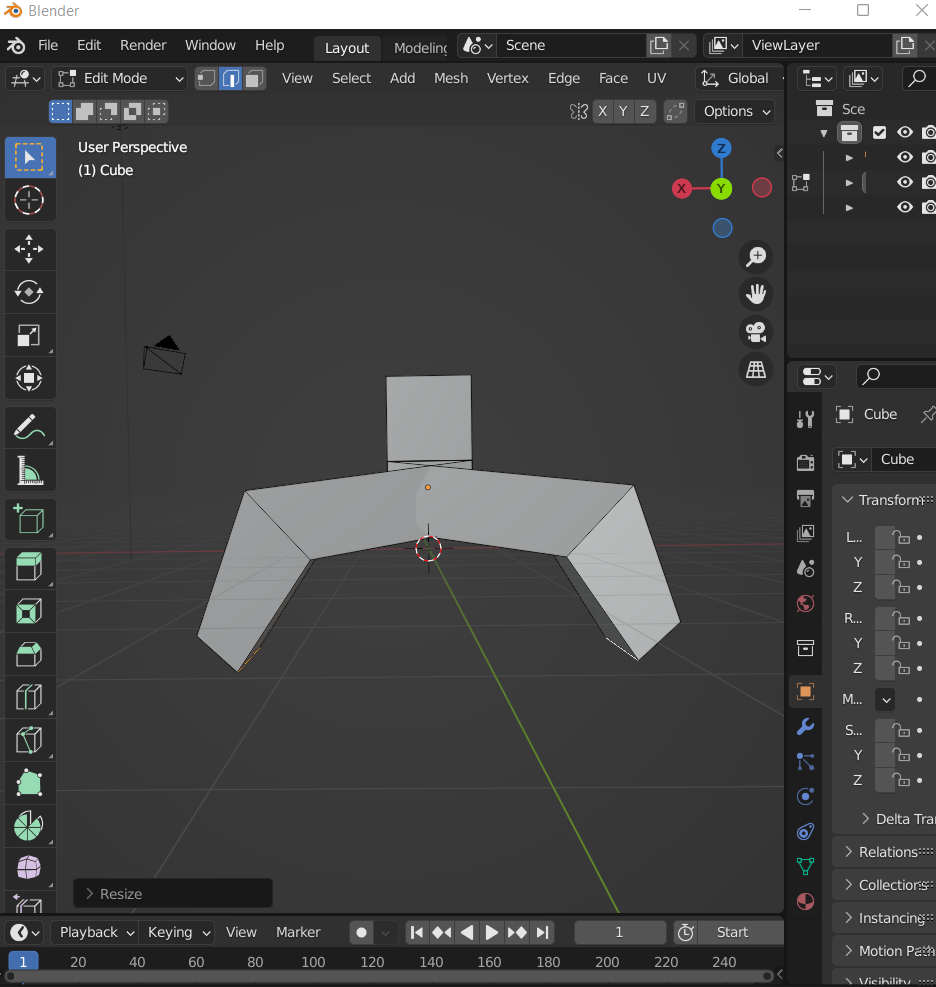 Blender
File Edit Render Window Help Layout Modeling Scene ViewLayer
Edit Mode View Select Add Mesh Vertex Edge Face UV Global
X Y Z Options
Sce
User Perspective
(1) Cube
Z
X Y
Cube
Cube
Transform
L...
Y
Z
R...
Y
Z
M...
S...
Y
Z
Delta Tra
Relations
Collections
Instancing
Motion Path
Visibility
Resize
Playback Keying View Marker 1 Start
1 20 40 60 80 100 120 140 160 180 200 220 240